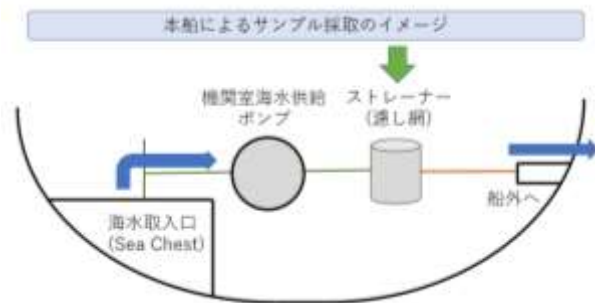 本船によるサンプル採取のイメージ
機関室海水供給
ポンプ
ストレーナー
(濾し網)
海水取入口
(Sea Chest)
船外へ